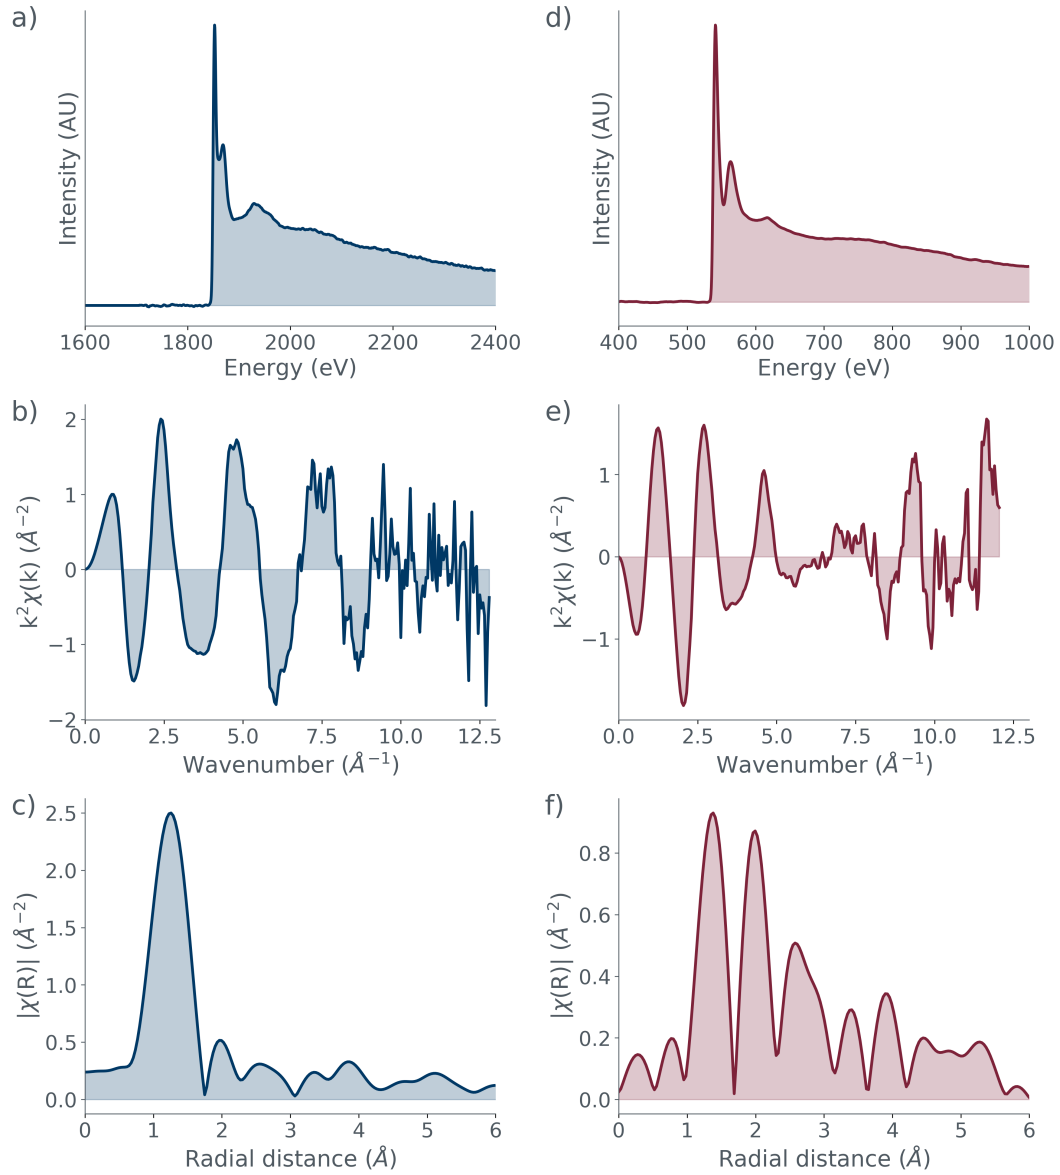 a)
Intensity (AU)
1600 1800 2000 2200 2400
Energy (eV)
d)
Intensity (AU)
400 500 600 700 800 900 1000
Energy (eV)
b)
k²χ(k) (Å⁻²)
2
1
0
−1
−2
0.0 2.5 5.0 7.5 10.0 12.5
Wavenumber (Å⁻¹)
e)
k²χ(k) (Å⁻²)
1
0
−1
0.0 2.5 5.0 7.5 10.0 12.5
Wavenumber (Å⁻¹)
c)
|χ(R)| (Å⁻²)
2.5
2.0
1.5
1.0
0.5
0.0
0 1 2 3 4 5 6
Radial distance (Å)
f)
|χ(R)| (Å⁻²)
0.8
0.6
0.4
0.2
0.0
0 1 2 3 4 5 6
Radial distance (Å)